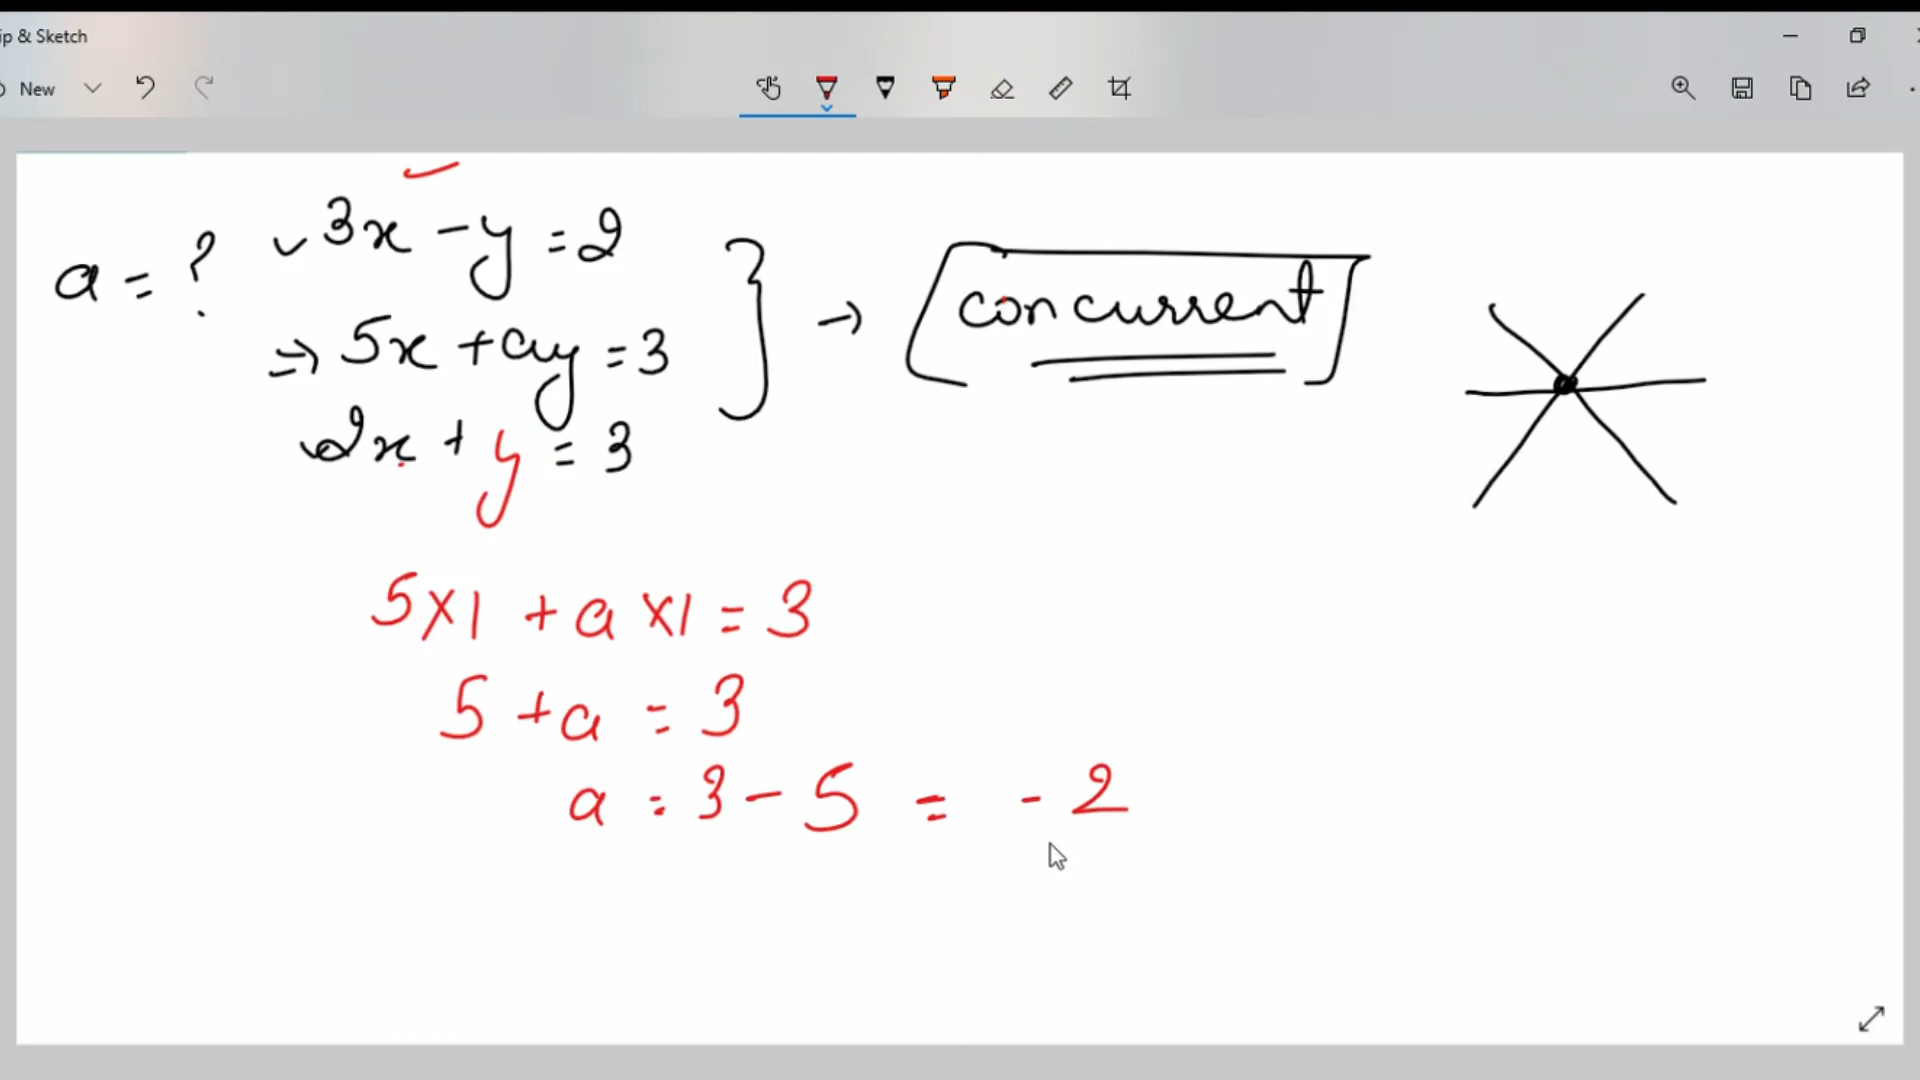 ip & Sketch
New
a = ? 3x - y = 2
⇒ 5x + ay = 3
2x + y = 3
} → concurrent
5×1 + a×1 = 3
5 + a = 3
a = 3 - 5 = - 2